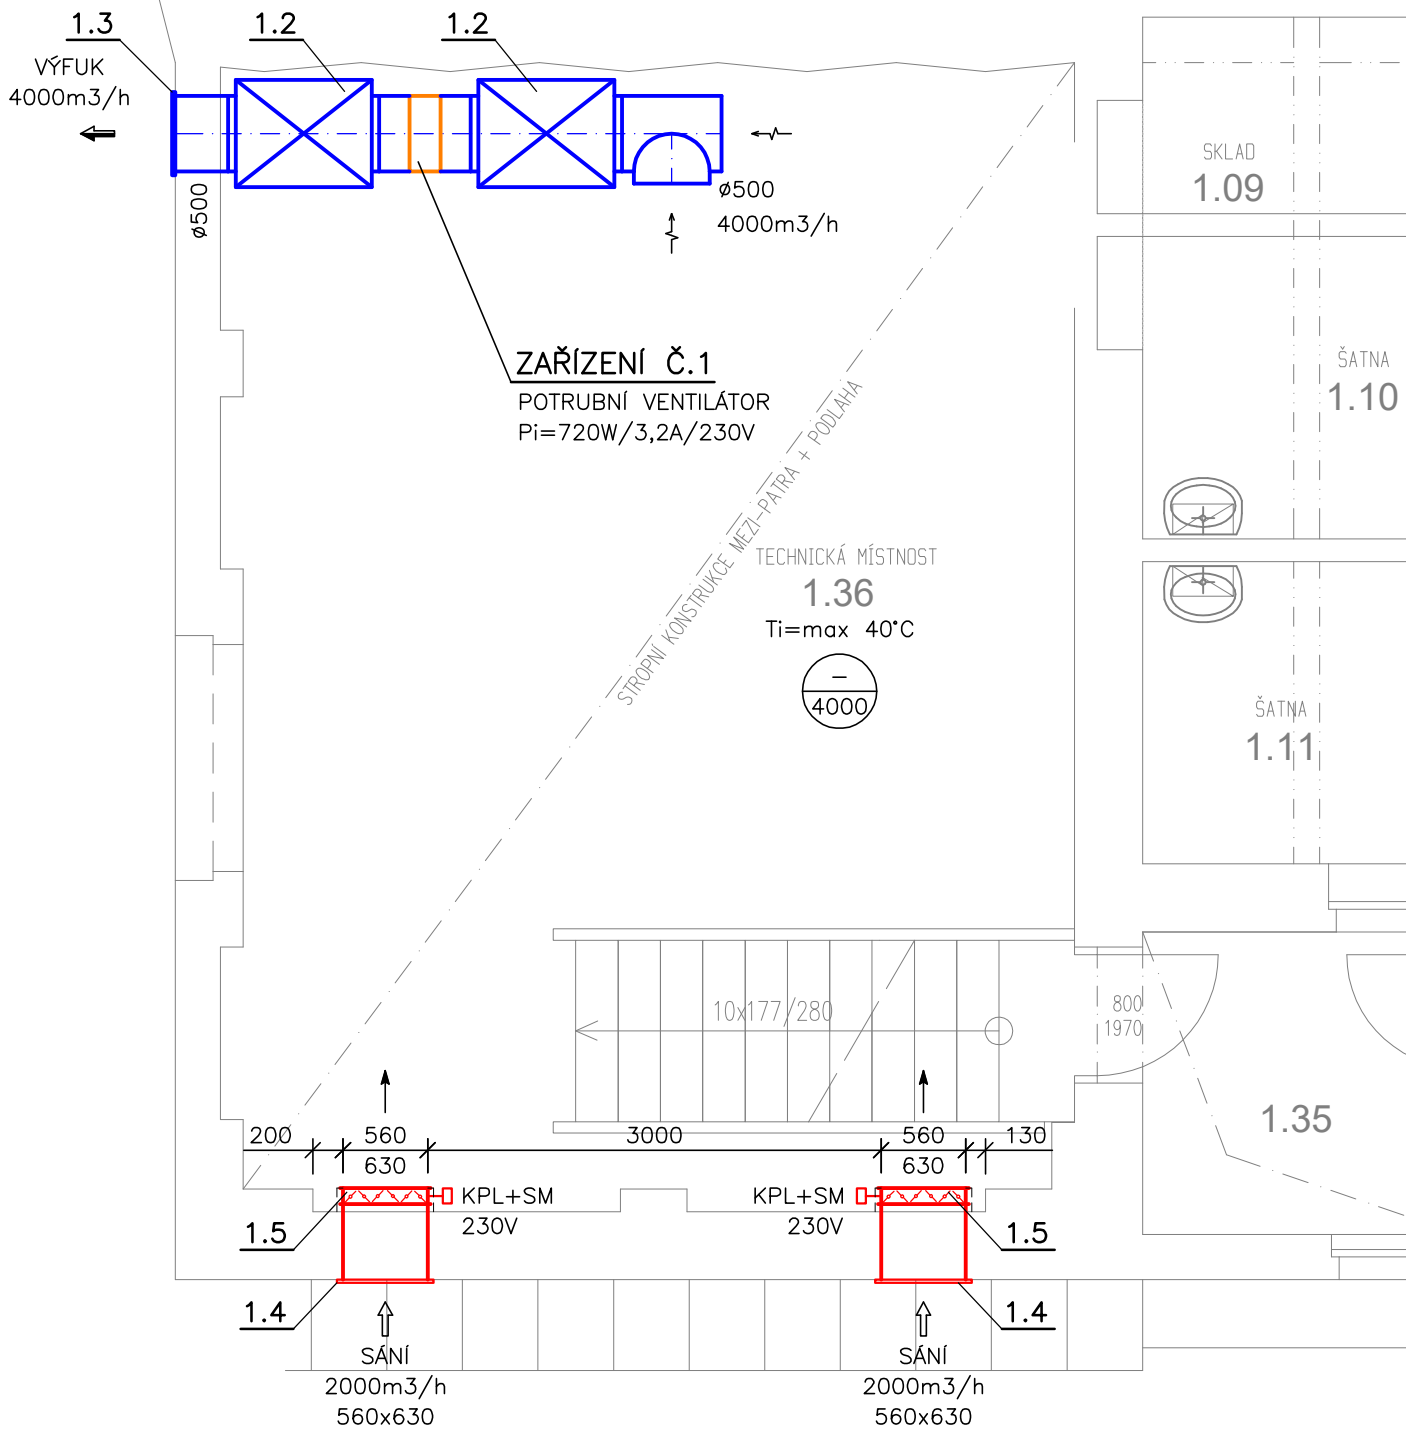 1.3
1.2
1.2
VÝFUK
4000m3/h
ø500
ø500
4000m3/h
SKLAD
1.09
ZAŘÍZENÍ Č.1
POTRUBNÍ VENTILÁTOR
Pi=720W/3,2A/230V
ŠATNA
1.10
STROPNÍ KONSTRUKCE MEZI-PATRA + PODLAHA
TECHNICKÁ MÍSTNOST
1.36
Ti=max 40°C
–
4000
ŠATNA
1.11
10x177/280
800
1970
1.35
200
560
630
3000
560
630
130
KPL+SM
230V
KPL+SM
230V
1.5
1.5
1.4
1.4
SÁNÍ
2000m3/h
560x630
SÁNÍ
2000m3/h
560x630